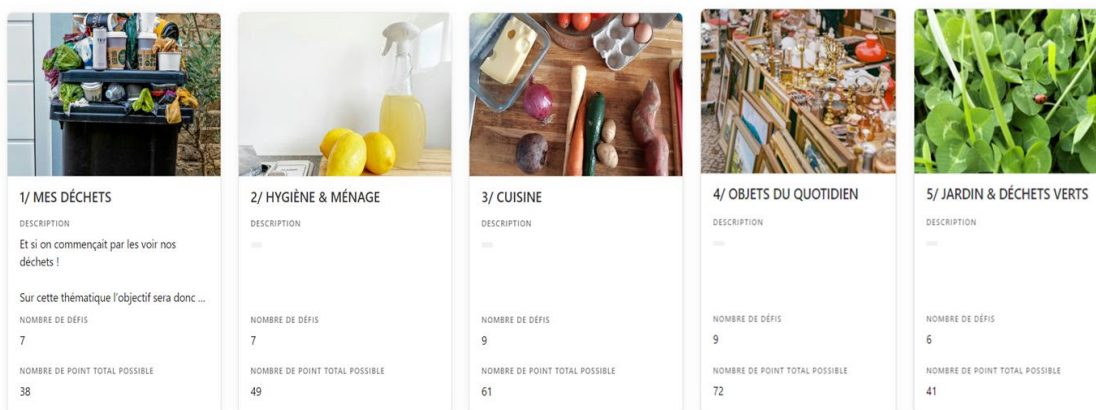 1/ MES DÉCHETS
DESCRIPTION
Et si on commençait par les voir nos
déchets !
Sur cette thématique l'objectif sera donc ...
NOMBRE DE DÉFIS
7
NOMBRE DE POINT TOTAL POSSIBLE
38
2/ HYGIÈNE & MÉNAGE
DESCRIPTION
NOMBRE DE DÉFIS
7
NOMBRE DE POINT TOTAL POSSIBLE
49
3/ CUISINE
DESCRIPTION
NOMBRE DE DÉFIS
9
NOMBRE DE POINT TOTAL POSSIBLE
61
4/ OBJETS DU QUOTIDIEN
DESCRIPTION
NOMBRE DE DÉFIS
9
NOMBRE DE POINT TOTAL POSSIBLE
72
5/ JARDIN & DÉCHETS VERTS
DESCRIPTION
NOMBRE DE DÉFIS
6
NOMBRE DE POINT TOTAL POSSIBLE
41